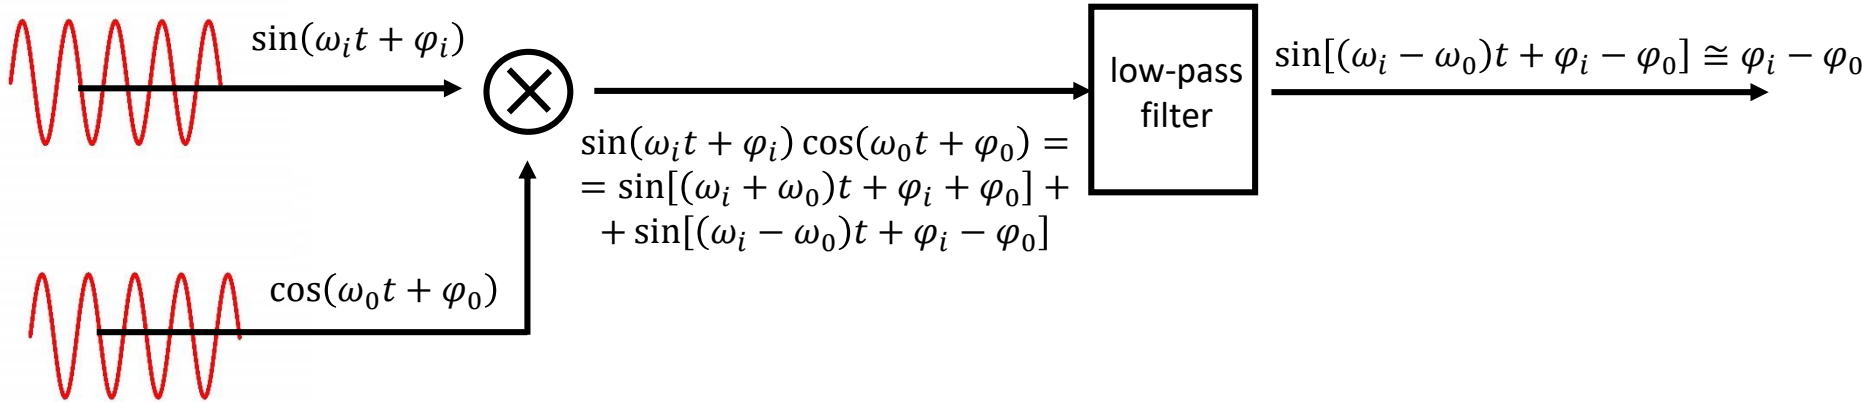 sin(ωᵢt + φᵢ)
low-pass
filter
sin[(ωᵢ − ω₀)t + φᵢ − φ₀] ≅ φᵢ − φ₀
sin(ωᵢt + φᵢ) cos(ω₀t + φ₀) =
= sin[(ωᵢ + ω₀)t + φᵢ + φ₀] +
+ sin[(ωᵢ − ω₀)t + φᵢ − φ₀]
cos(ω₀t + φ₀)